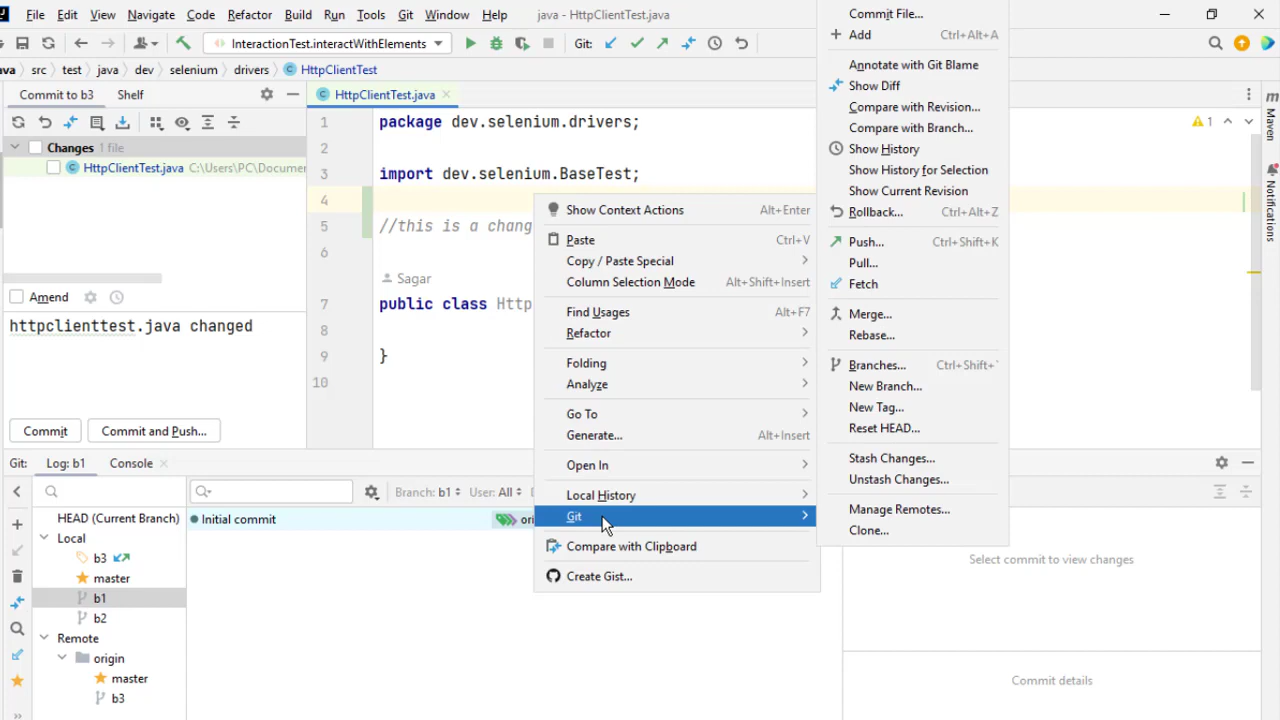 File Edit View Navigate Code Refactor Build Run Tools Git Window Help java - HttpClientTest.java
InteractionTest.interactWithElements Git:
src test java dev selenium drivers HttpClientTest
Commit to b3 Shelf
Changes 1 file
HttpClientTest.java C:\Users\PC\Documen
Amend
httpclienttest.java changed
Commit Commit and Push...
HttpClientTest.java
1 package dev.selenium.drivers;
2
3 import dev.selenium.BaseTest;
4
5 //this is a chang
6
Sagar
7 public class Http
8
9 }
10
1
Maven
Notifications
Show Context Actions Alt+Enter
Paste Ctrl+V
Copy / Paste Special
Column Selection Mode Alt+Shift+Insert
Find Usages Alt+F7
Refactor
Folding
Analyze
Go To
Generate... Alt+Insert
Open In
Local History
Git
Compare with Clipboard
Create Gist...
Commit File...
Add Ctrl+Alt+A
Annotate with Git Blame
Show Diff
Compare with Revision...
Compare with Branch...
Show History
Show History for Selection
Show Current Revision
Rollback... Ctrl+Alt+Z
Push... Ctrl+Shift+K
Pull...
Fetch
Merge...
Rebase...
Branches... Ctrl+Shift+`
New Branch...
New Tag...
Reset HEAD...
Stash Changes...
Unstash Changes...
Manage Remotes...
Clone...
Git: Log: b1 Console
HEAD (Current Branch)
Local
b3
master
b1
b2
Remote
origin
master
b3
Branch: b1 User: All
Initial commit
Select commit to view changes
Commit details